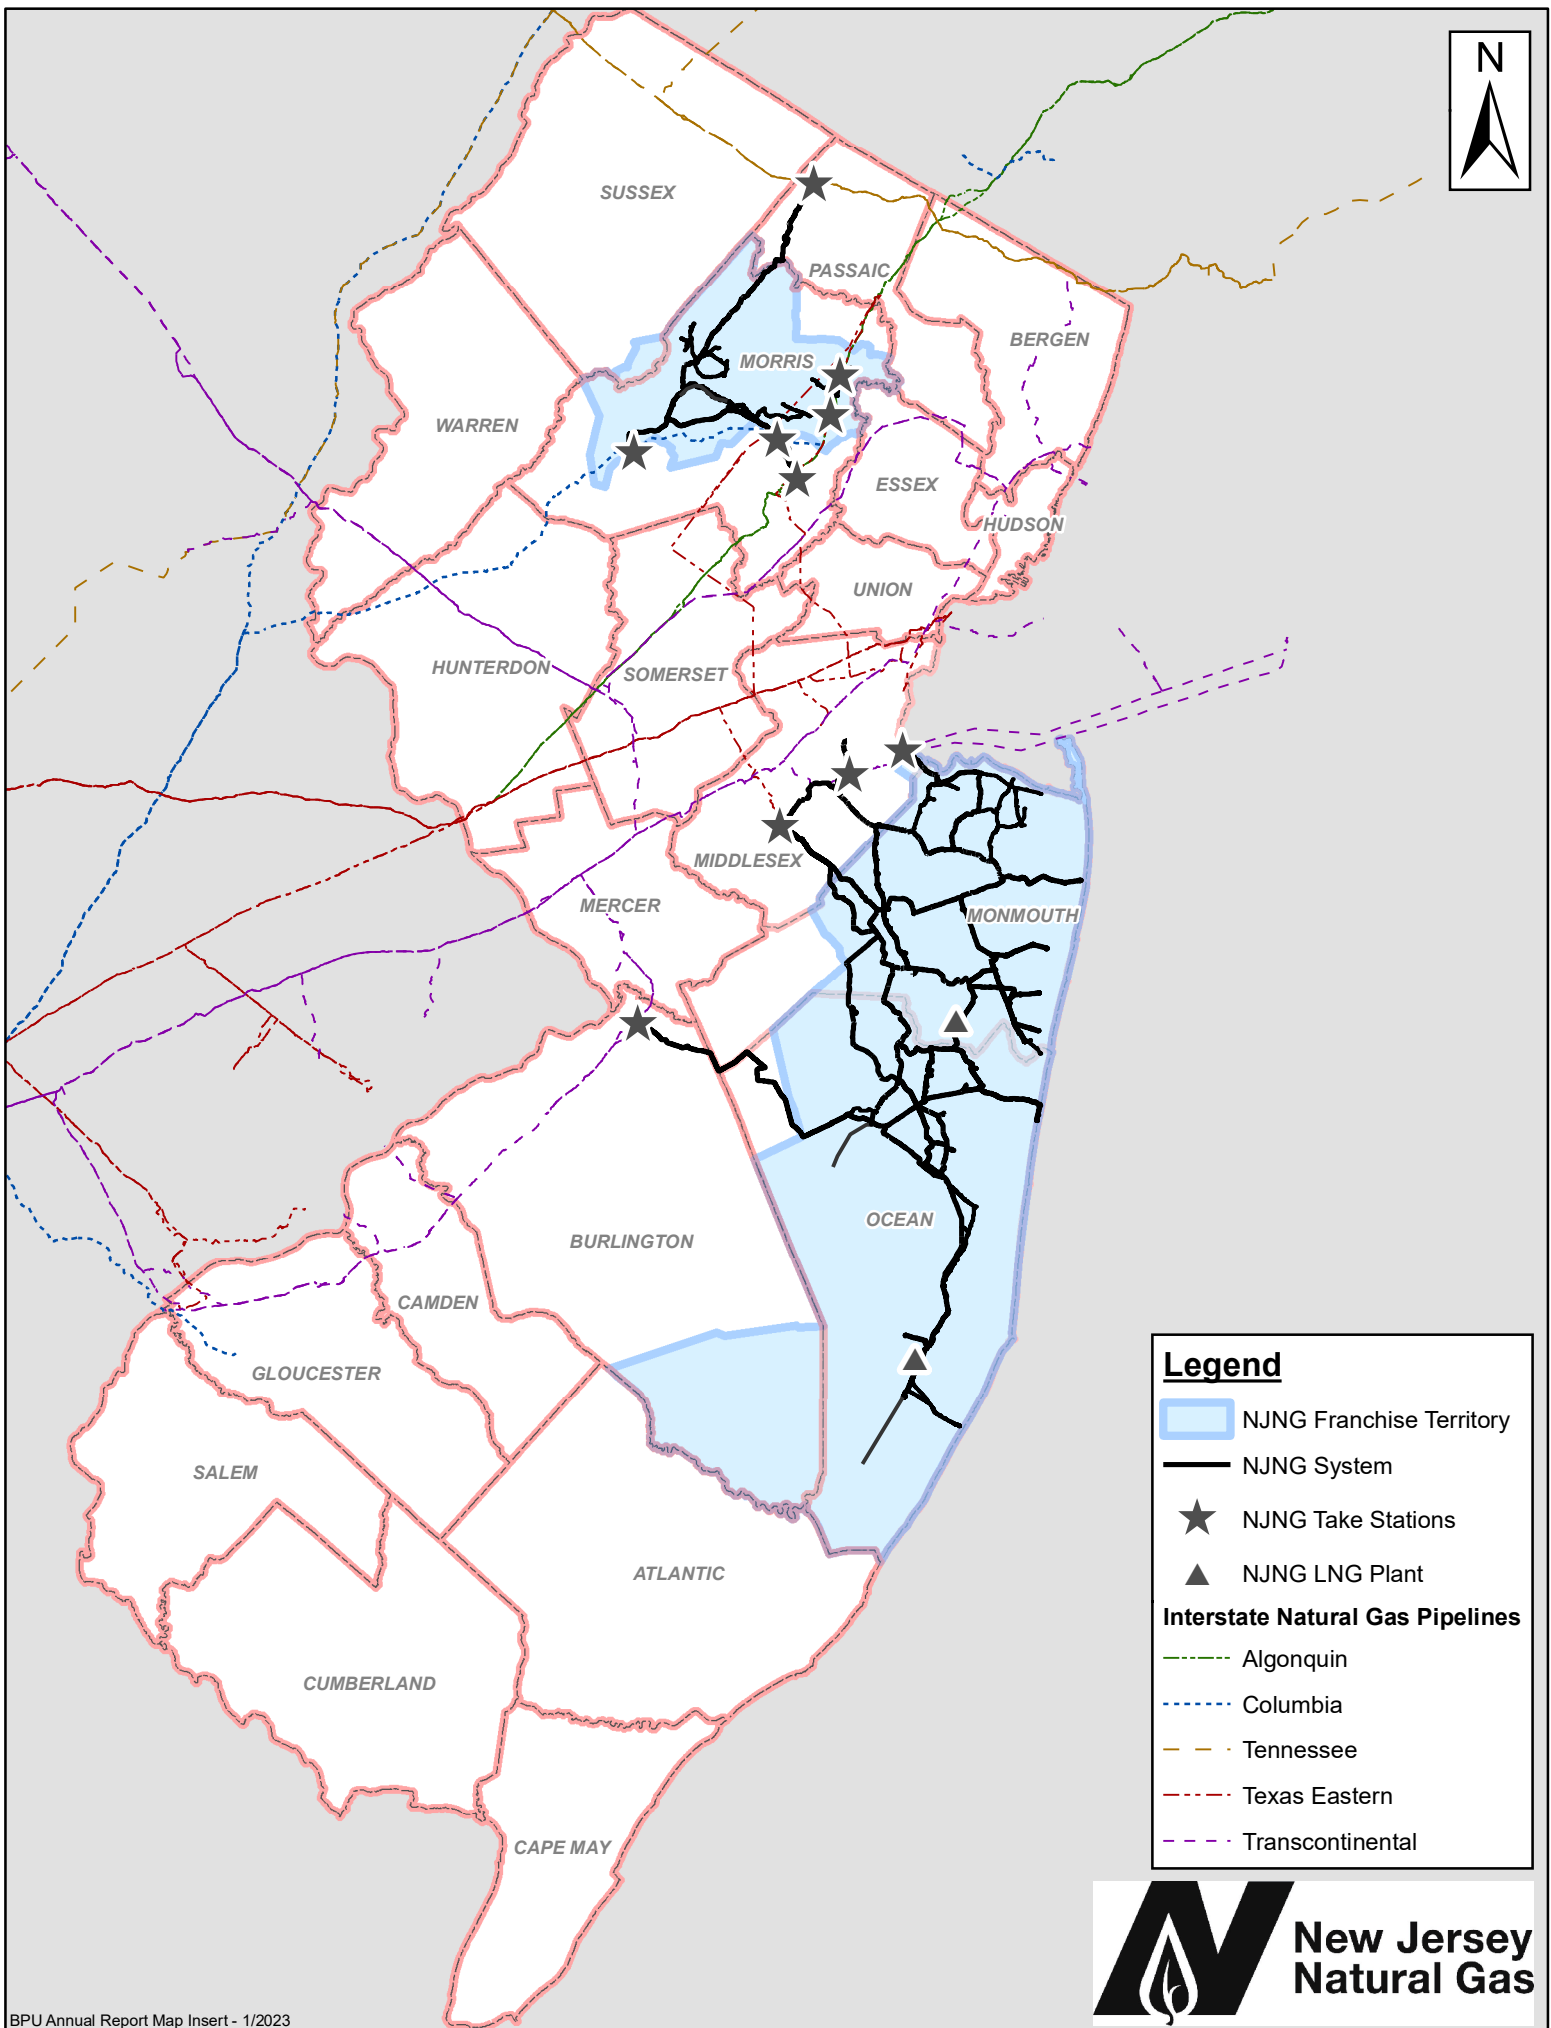 N
SUSSEX
PASSAIC
BERGEN
MORRIS
WARREN
ESSEX
HUDSON
UNION
HUNTERDON
SOMERSET
MIDDLESEX
MERCER
MONMOUTH
OCEAN
BURLINGTON
CAMDEN
GLOUCESTER
SALEM
ATLANTIC
CUMBERLAND
CAPE MAY
Legend
NJNG Franchise Territory
NJNG System
NJNG Take Stations
NJNG LNG Plant
Interstate Natural Gas Pipelines
Algonquin
Columbia
Tennessee
Texas Eastern
Transcontinental
New Jersey
Natural Gas
BPU Annual Report Map Insert - 1/2023